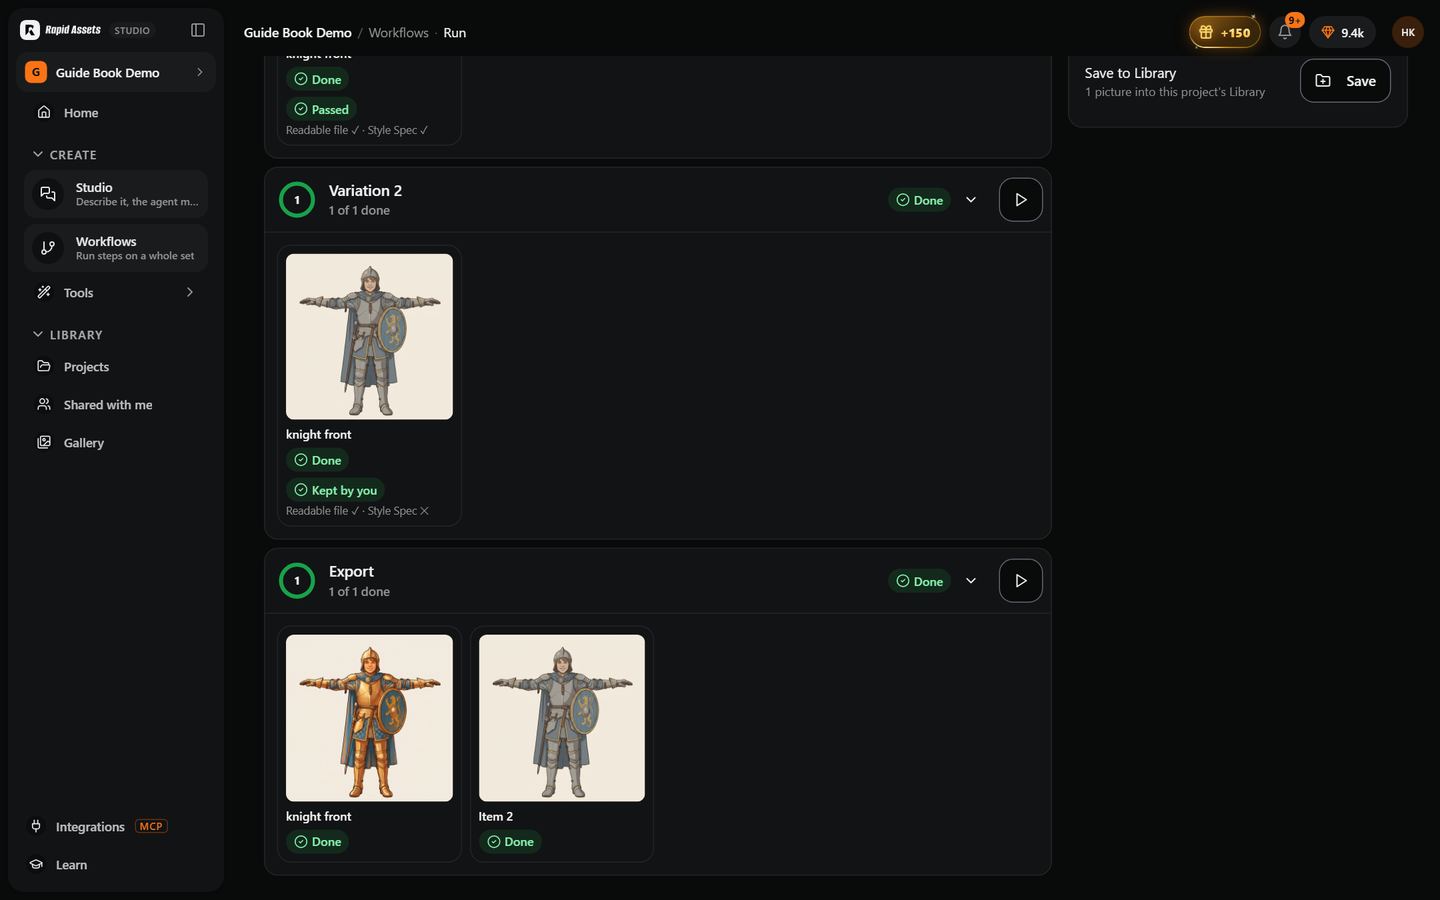 Rapid Assets STUDIO
Guide Book Demo / Workflows · Run
+150
9+
9.4k
HK
G Guide Book Demo
Home
CREATE
Studio
Describe it, the agent m...
Workflows
Run steps on a whole set
Tools
LIBRARY
Projects
Shared with me
Gallery
Integrations MCP
Learn
knight front
Done
Passed
Readable file ✓ · Style Spec ✓
Save to Library
1 picture into this project's Library
Save
1
Variation 2
1 of 1 done
Done
knight front
Done
Kept by you
Readable file ✓ · Style Spec ✕
1
Export
1 of 1 done
Done
knight front
Done
Item 2
Done